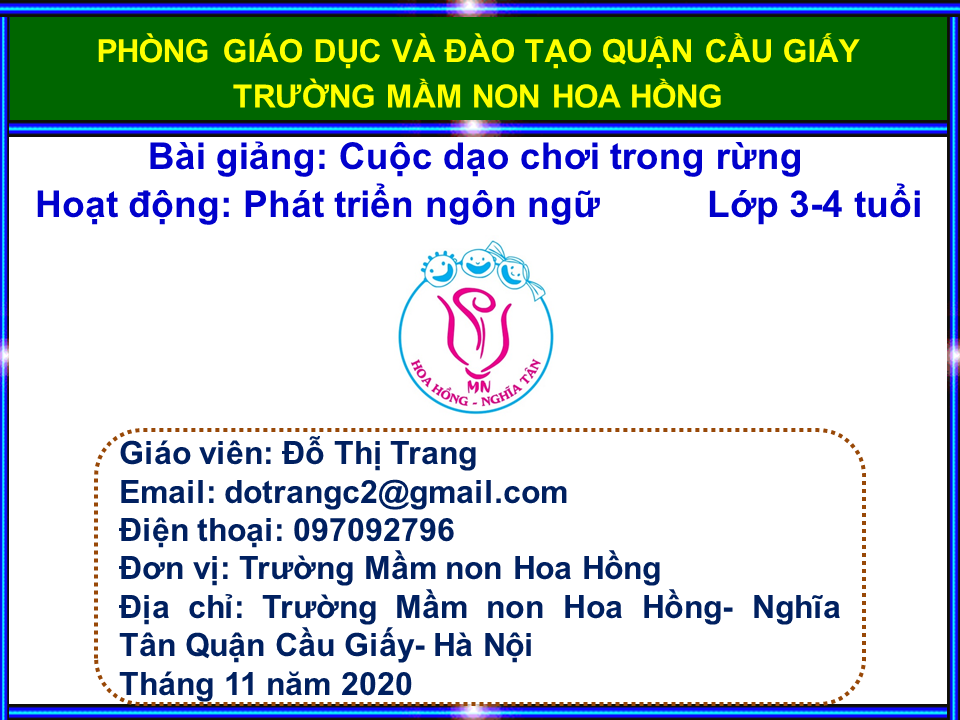 PHÒNG GIÁO DỤC VÀ ĐÀO TẠO QUẬN CẦU GIẤY
TRƯỜNG MẦM NON HOA HỒNG
Bài giảng: Cuộc dạo chơi trong rừng
Hoạt động: Phát triển ngôn ngữ Lớp 3-4 tuổi
MN
HOA HỒNG - NGHĨA TÂN
Giáo viên: Đỗ Thị Trang
Email: dotrangc2@gmail.com
Điện thoại: 097092796
Đơn vị: Trường Mầm non Hoa Hồng
Địa chỉ: Trường Mầm non Hoa Hồng- Nghĩa
Tân Quận Cầu Giấy- Hà Nội
Tháng 11 năm 2020